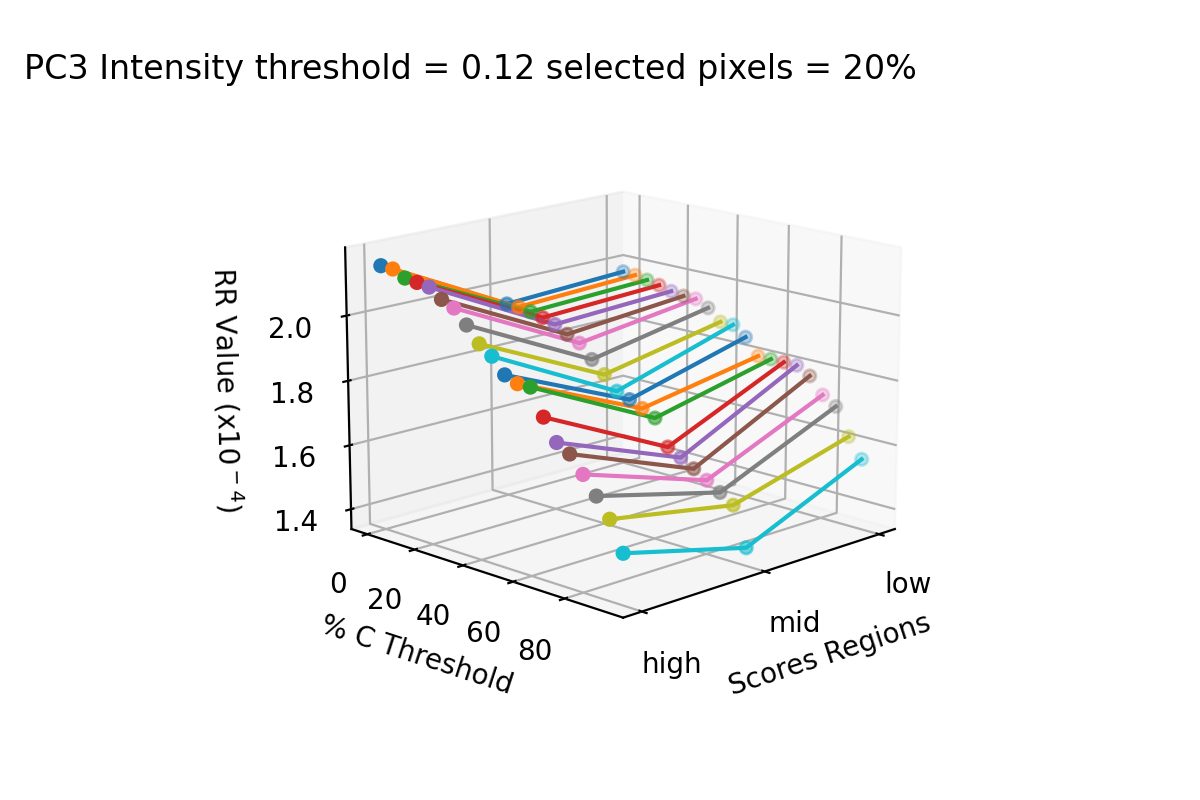 PC3 Intensity threshold = 0.12 selected pixels = 20%
RR Value (x10⁻⁴)
2.0
1.8
1.6
1.4
0
20
40
60
80
% C Threshold
high
mid
low
Scores Regions